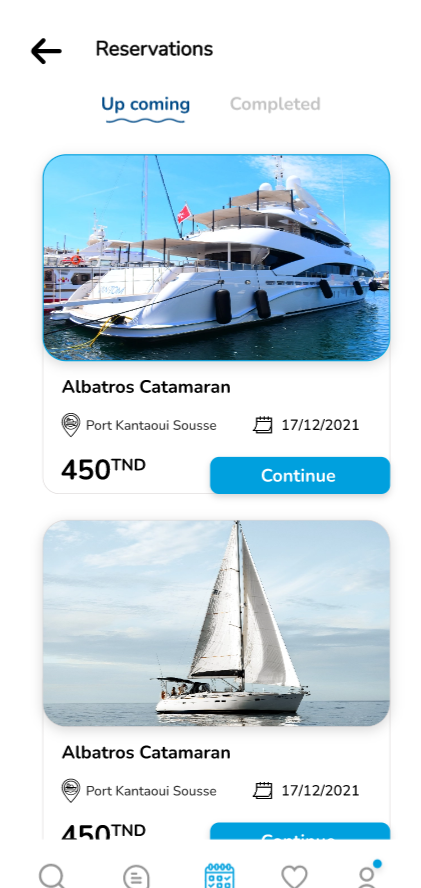 Reservations
Up coming Completed
Albatros Catamaran
Port Kantaoui Sousse 17/12/2021
450TND Continue
Albatros Catamaran
Port Kantaoui Sousse 17/12/2021
450TND Continue